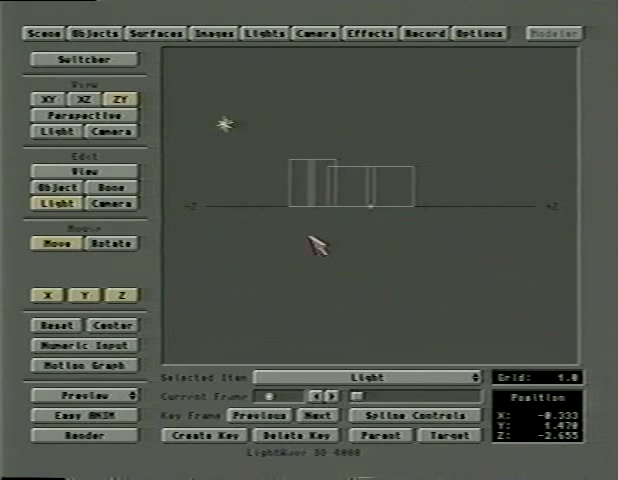 Scene Objects Surfaces Images Lights Camera Effects Record Options Modeler
Switcher
View
XY XZ ZY
Perspective
Light Camera
Edit
View
Object Bone
Light Camera
Mouse
Move Rotate
X Y Z
Reset Center
Numeric Input
Motion Graph
Preview
Easy ANIM
Render
-Z +Z
Selected Item Light
Current Frame 0
Key Frame Previous Next Spline Controls
Create Key Delete Key Parent Target
Grid: 1.0
Position
X: -0.333
Y: 1.470
Z: -2.655
LightWave 3D 4000